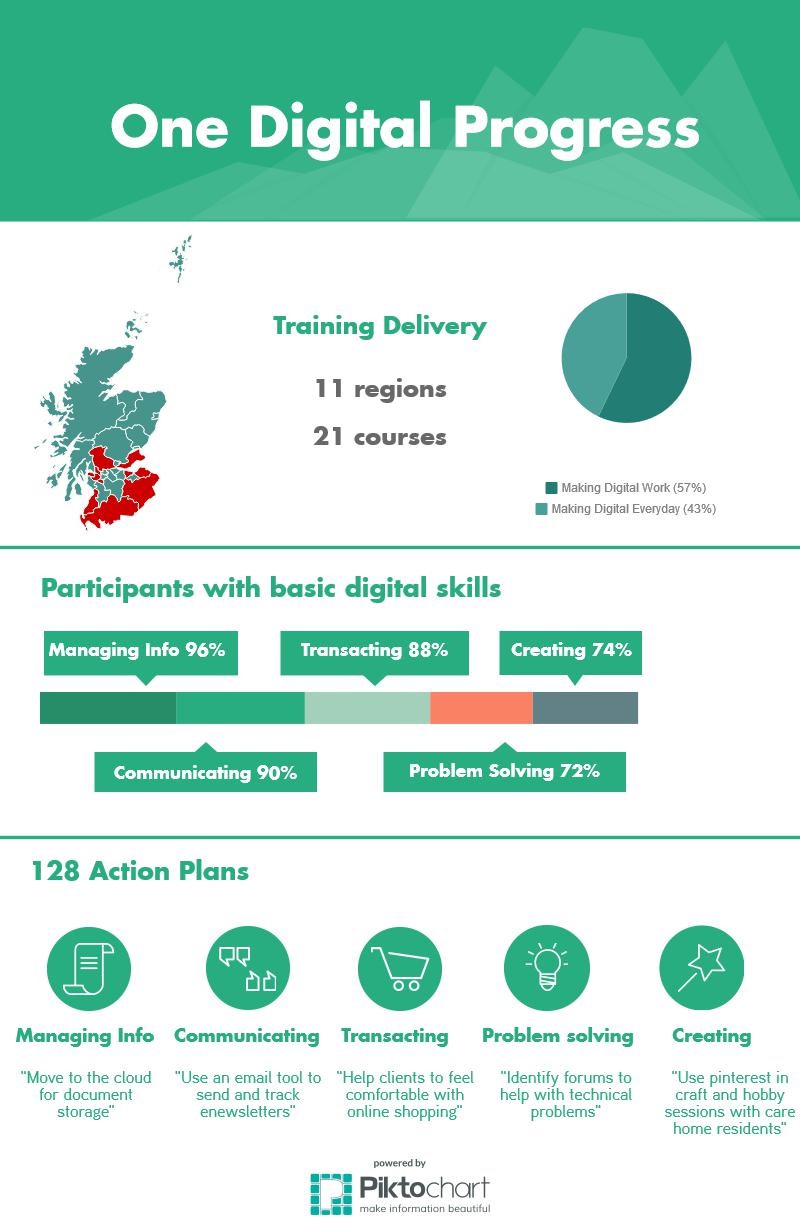 One Digital Progress
Training Delivery
11 regions
21 courses
Making Digital Work (57%)
Making Digital Everyday (43%)
Participants with basic digital skills
Managing Info 96%
Transacting 88%
Creating 74%
Communicating 90%
Problem Solving 72%
128 Action Plans
Managing Info
"Move to the cloud
for document
storage"
Communicating
"Use an email tool to
send and track
enewsletters"
Transacting
"Help clients to feel
comfortable with
online shopping"
Problem solving
"Identify forums to
help with technical
problems"
Creating
"Use pinterest in
craft and hobby
sessions with care
home residents"
powered by
Piktochart
make information beautiful